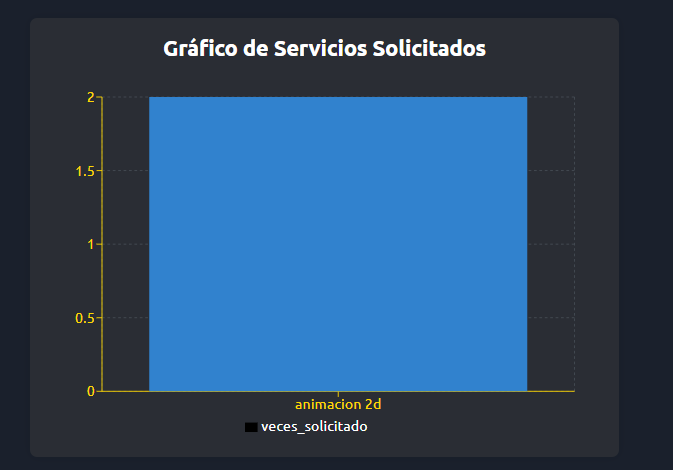 Gráfico de Servicios Solicitados
2
1.5
1
0.5
0
animacion 2d
veces_solicitado